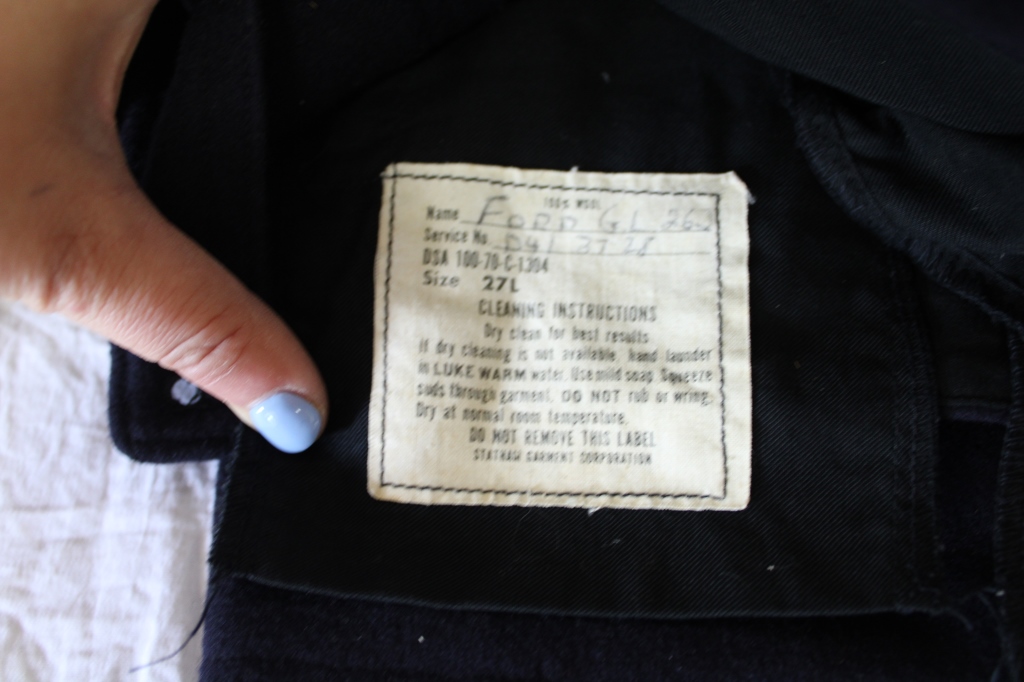 100% WOOL
Name FORD G.L 26
Service No. D41 37 28
DSA 100-70-C-1304
Size 27L
CLEANING INSTRUCTIONS
Dry clean for best results
If dry cleaning is not available, hand launder
in LUKE WARM water. Use mild soap. Squeeze
suds through garment. DO NOT rub or wring.
Dry at normal room temperature.
DO NOT REMOVE THIS LABEL
STATHAM GARMENT CORPORATION